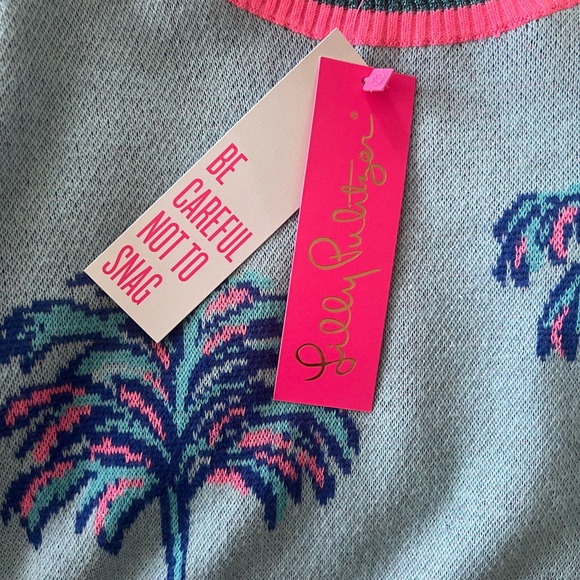 BE
CAREFUL
NOT TO
SNAG
Lilly Pulitzer®